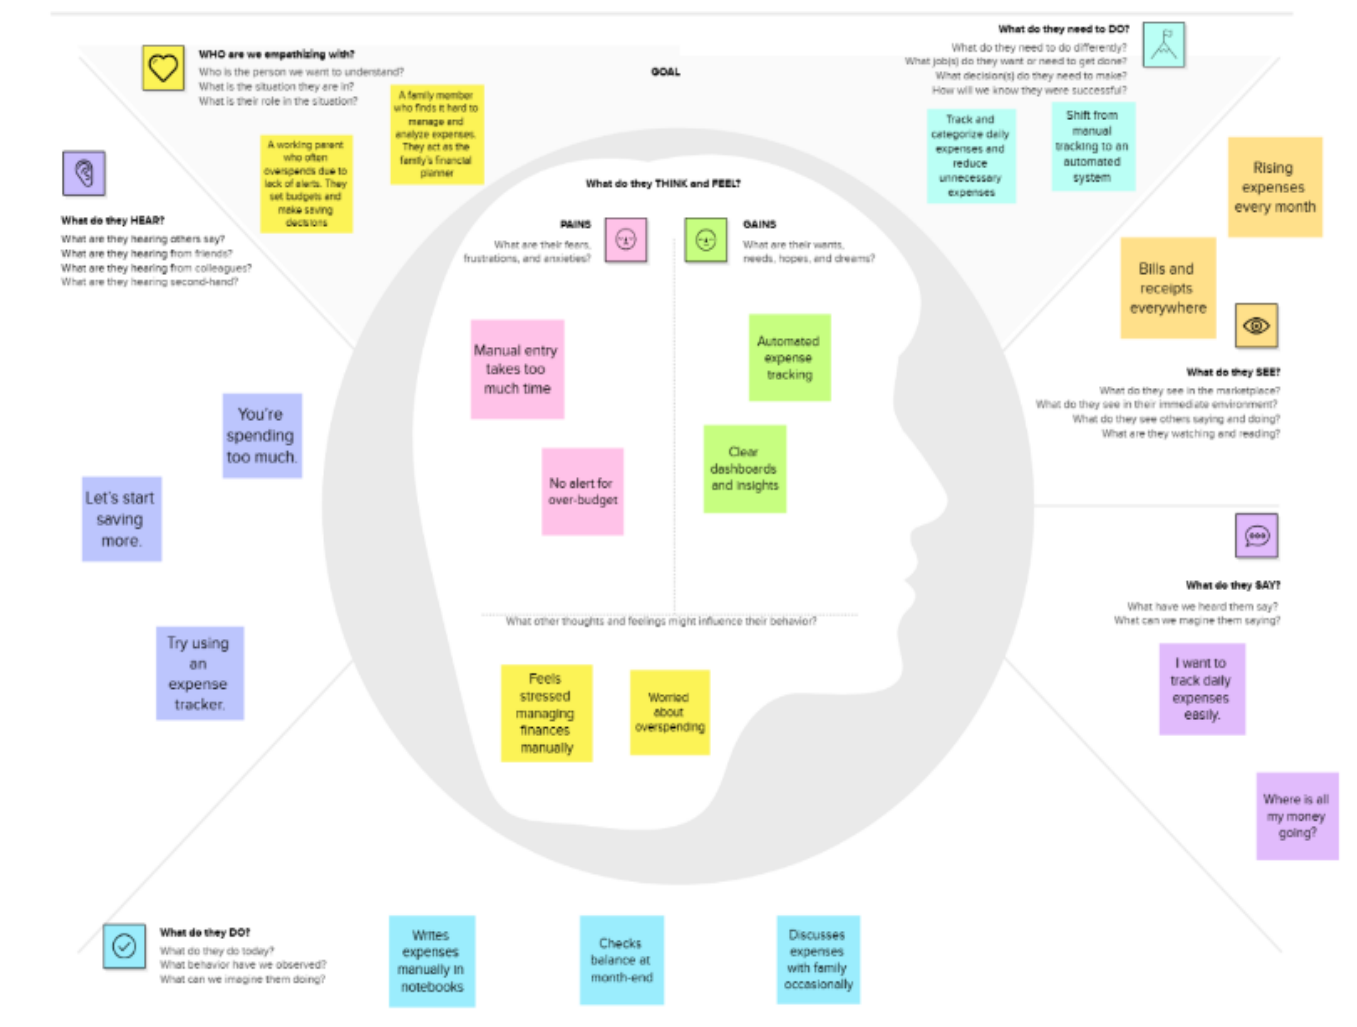 WHO are we empathizing with?
Who is the person we want to understand?
What is the situation they are in?
What is their role in the situation?
A working parent
who often
overspends due to
lack of alerts. They
set budgets and
make saving
decisions
A family member
who finds it hard to
manage and
analyze expenses.
They act as the
family's financial
planner
GOAL
What do they need to DO?
What do they need to do differently?
What job(s) do they want or need to get done?
What decision(s) do they need to make?
How will we know they were successful?
Track and
categorize daily
expenses and
reduce
unnecessary
expenses
Shift from
manual
tracking to an
automated
system
What do they HEAR?
What are they hearing others say?
What are they hearing from friends?
What are they hearing from colleagues?
What are they hearing second-hand?
You're
spending
too much.
Let's start
saving
more.
Try using
an
expense
tracker.
What do they THINK and FEEL?
PAINS
What are their fears,
frustrations, and anxieties?
Manual entry
takes too
much time
No alert for
over-budget
GAINS
What are their wants,
needs, hopes, and dreams?
Automated
expense
tracking
Clear
dashboards
and insights
What other thoughts and feelings might influence their behavior?
Feels
stressed
managing
finances
manually
Worried
about
overspending
Rising
expenses
every month
Bills and
receipts
everywhere
What do they SEE?
What do they see in the marketplace?
What do they see in their immediate environment?
What do they see others saying and doing?
What are they watching and reading?
What do they SAY?
What have we heard them say?
What can we magine them saying?
I want to
track daily
expenses
easily.
Where is all
my money
going?
What do they DO?
What do they do today?
What behavior have we observed?
What can we imagine them doing?
Writes
expenses
manually in
notebooks
Checks
balance at
month-end
Discusses
expenses
with family
occasionally